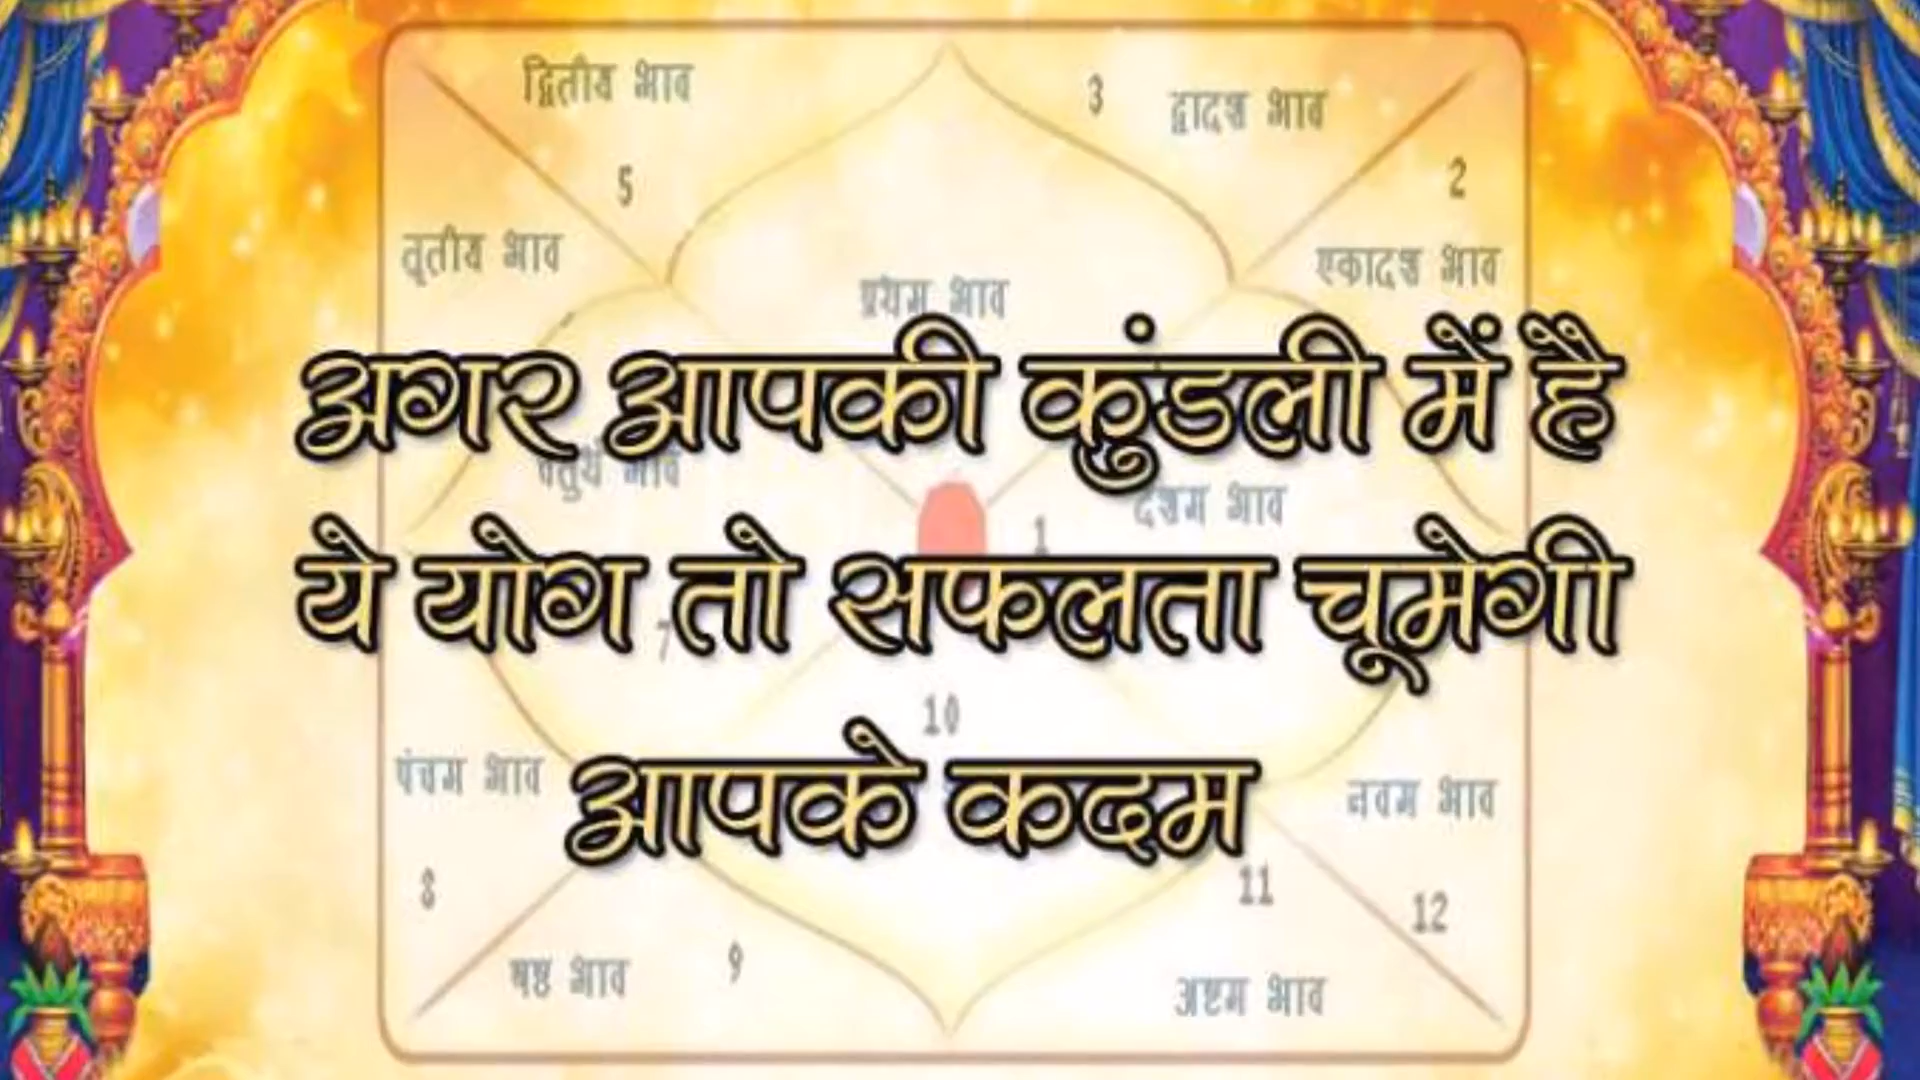 द्वितीय भाव
3
द्वादश भाव
5
2
तृतीय भाव
एकादश भाव
प्रथम भाव
अगर आपकी कुंडली में है
चतुर्थ भाव
दशम भाव
1
ये योग तो सफलता चूमेगी
7
10
आपके कदम
पंचम भाव
नवम भाव
8
11
12
षष्ठ भाव
9
अष्टम भाव